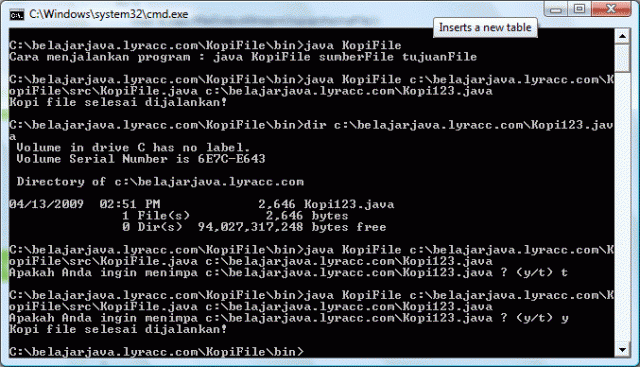 C:\Windows\system32\cmd.exe
Inserts a new table
C:\belajarjava.lyracc.com\KopiFile\bin>java KopiFile
Cara menjalankan program : java KopiFile sumberFile tujuanFile
C:\belajarjava.lyracc.com\KopiFile\bin>java KopiFile c:\belajarjava.lyracc.com\K
opiFile\src\KopiFile.java c:\belajarjava.lyracc.com\Kopi123.java
Kopi file selesai dijalankan!
C:\belajarjava.lyracc.com\KopiFile\bin>dir c:\belajarjava.lyracc.com\Kopi123.jav
a
Volume in drive C has no label.
Volume Serial Number is 6E7C-E643
Directory of c:\belajarjava.lyracc.com
04/13/2009  02:51 PM             2,646 Kopi123.java
1 File(s)          2,646 bytes
0 Dir(s)  94,027,317,248 bytes free
C:\belajarjava.lyracc.com\KopiFile\bin>java KopiFile c:\belajarjava.lyracc.com\K
opiFile\src\KopiFile.java c:\belajarjava.lyracc.com\Kopi123.java
Apakah Anda ingin menimpa c:\belajarjava.lyracc.com\Kopi123.java ? (y/t) t
C:\belajarjava.lyracc.com\KopiFile\bin>java KopiFile c:\belajarjava.lyracc.com\K
opiFile\src\KopiFile.java c:\belajarjava.lyracc.com\Kopi123.java
Apakah Anda ingin menimpa c:\belajarjava.lyracc.com\Kopi123.java ? (y/t) y
Kopi file selesai dijalankan!
C:\belajarjava.lyracc.com\KopiFile\bin>